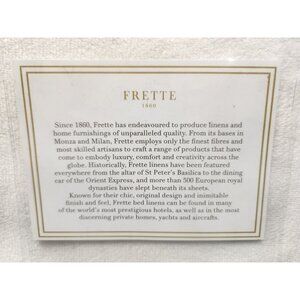 FRETTE
1860
Since 1860, Frette has endeavoured to produce linens and
home furnishings of unparalleled quality. From its bases in
Monza and Milan, Frette employs only the finest fibres and
most skilled artisans to craft a range of products that have
come to embody luxury, comfort and creativity across the
globe. Historically, Frette linens have been featured
everywhere from the altar of St Peter's Basilica to the dining
car of the Orient Express, and more than 500 European royal
dynasties have slept beneath its sheets.
Known for their chic, original design and inimitable
finish and feel, Frette bed linens can be found in many
of the world's most prestigious hotels, as well as in the most
discerning private homes, yachts and aircrafts.